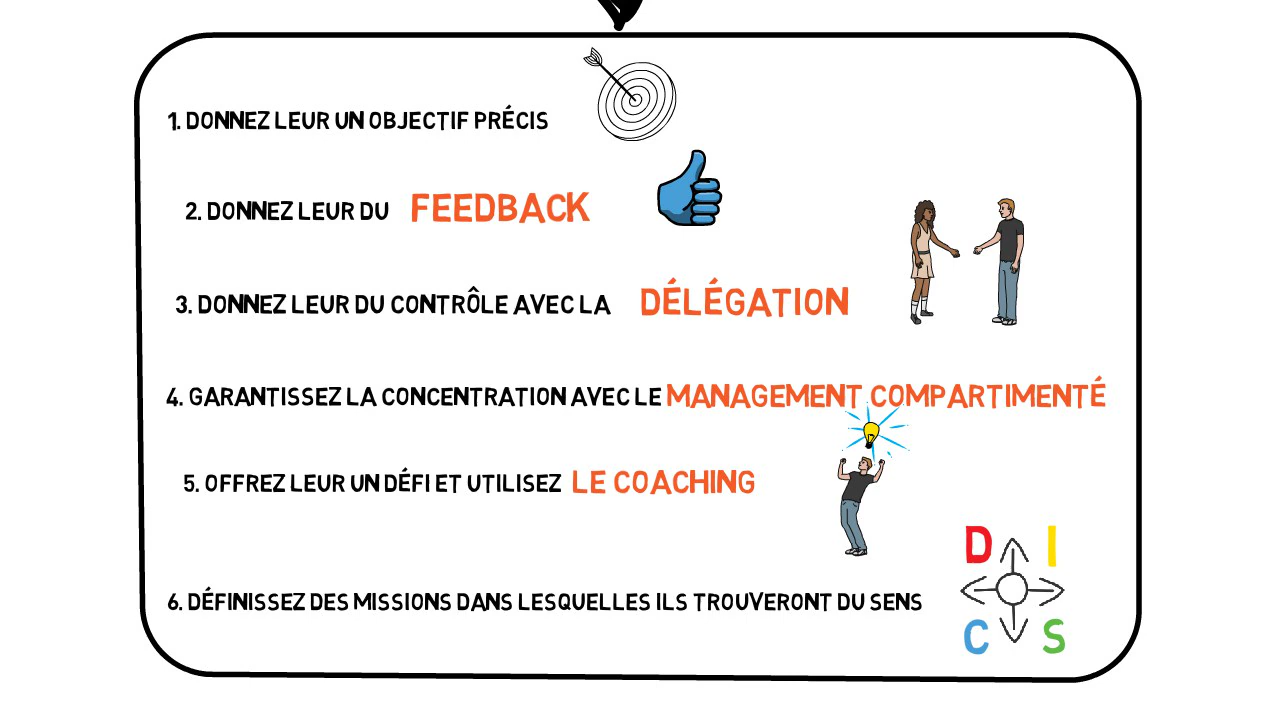 1. DONNEZ LEUR UN OBJECTIF PRÉCIS
2. DONNEZ LEUR DU FEEDBACK
3. DONNEZ LEUR DU CONTRÔLE AVEC LA DÉLÉGATION
4. GARANTISSEZ LA CONCENTRATION AVEC LE MANAGEMENT COMPARTIMENTÉ
5. OFFREZ LEUR UN DÉFI ET UTILISEZ LE COACHING
D I
6. DÉFINISSEZ DES MISSIONS DANS LESQUELLES ILS TROUVERONT DU SENS
C S